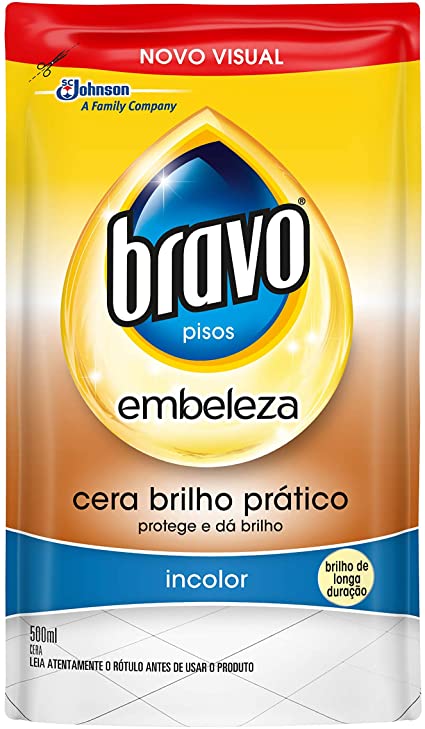 NOVO VISUAL
SC Johnson
A Family Company
bravo®
pisos
embeleza
cera brilho prático
protege e dá brilho
incolor
brilho de
longa
duração
500ml
CERA
LEIA ATENTAMENTE O RÓTULO ANTES DE USAR O PRODUTO